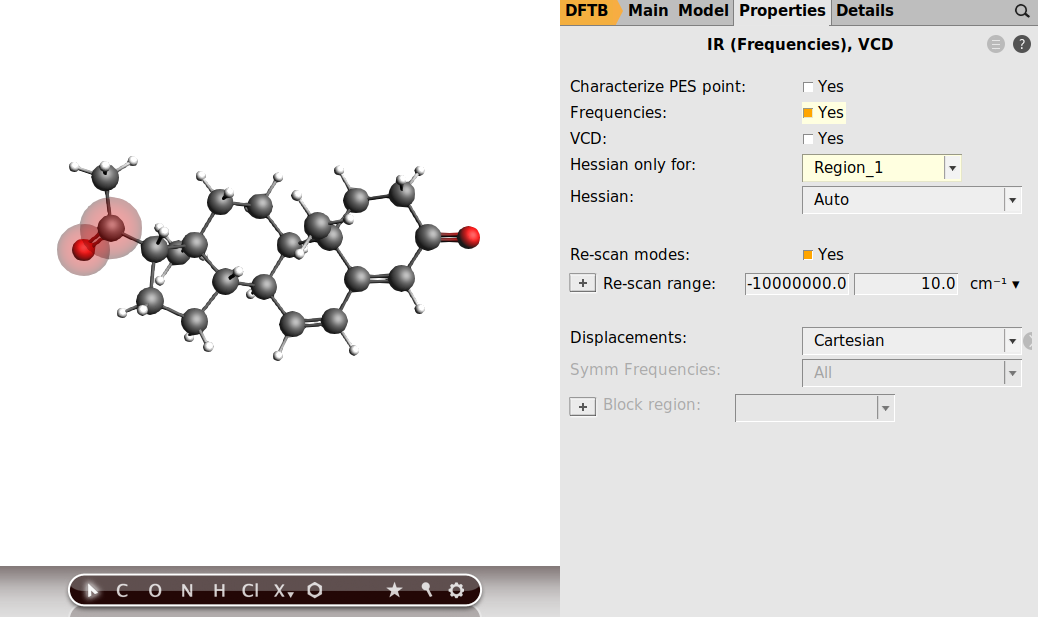 DFTB Main Model Properties Details
IR (Frequencies), VCD
?
Characterize PES point: Yes
Frequencies: Yes
VCD: Yes
Hessian only for: Region_1
Hessian: Auto
Re-scan modes: Yes
+ Re-scan range: -10000000.0 10.0 cm⁻¹
Displacements: Cartesian
Symm Frequencies: All
+ Block region:
C O N H Cl X